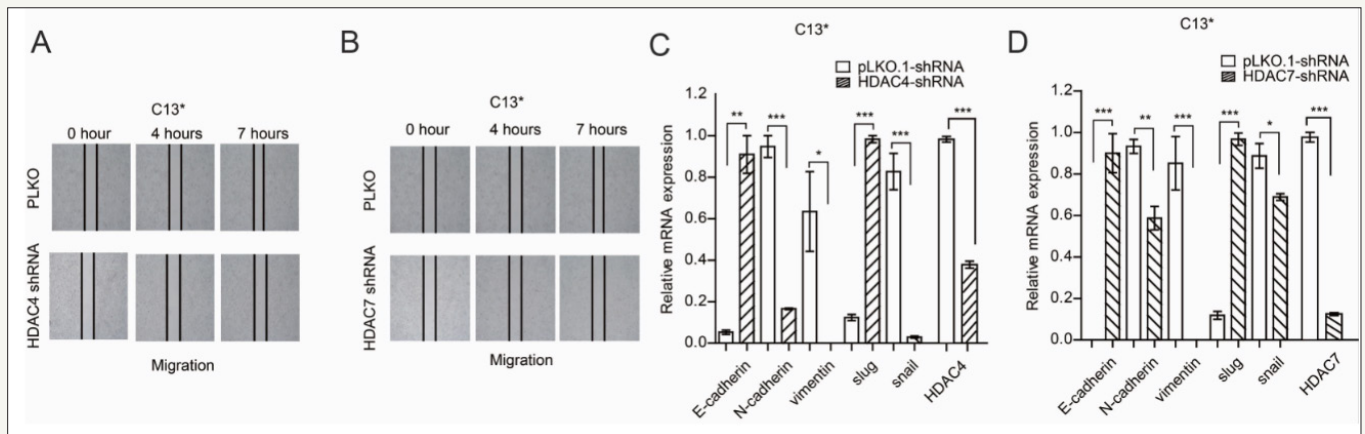 A
C13*
0 hour 4 hours 7 hours
PLKO
HDAC4 shRNA
Migration
B
C13*
0 hour 4 hours 7 hours
PLKO
HDAC7 shRNA
Migration
C
C13*
pLKO.1-shRNA
HDAC4-shRNA
Relative mRNA expression
1.2
1.0
0.8
0.6
0.4
0.2
0.0
** *** * *** *** ***
E-cadherin N-cadherin vimentin slug snail HDAC4
D
C13*
pLKO.1-shRNA
HDAC7-shRNA
Relative mRNA expression
1.2
1.0
0.8
0.6
0.4
0.2
0.0
*** ** *** *** * ***
E-cadherin N-cadherin vimentin slug snail HDAC7